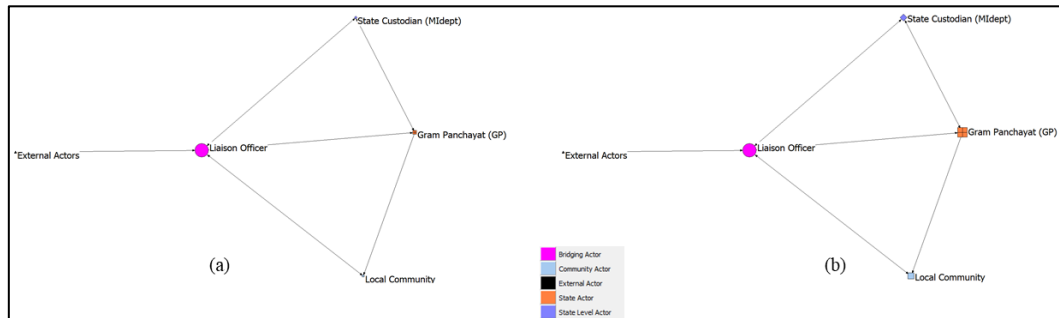 State Custodian (MIdept)
Gram Panchayat (GP)
Liaison Officer
External Actors
Local Community
(a)
State Custodian (MIdept)
Gram Panchayat (GP)
Liaison Officer
External Actors
Local Community
(b)
Bridging Actor
Community Actor
External Actor
State Actor
State Level Actor